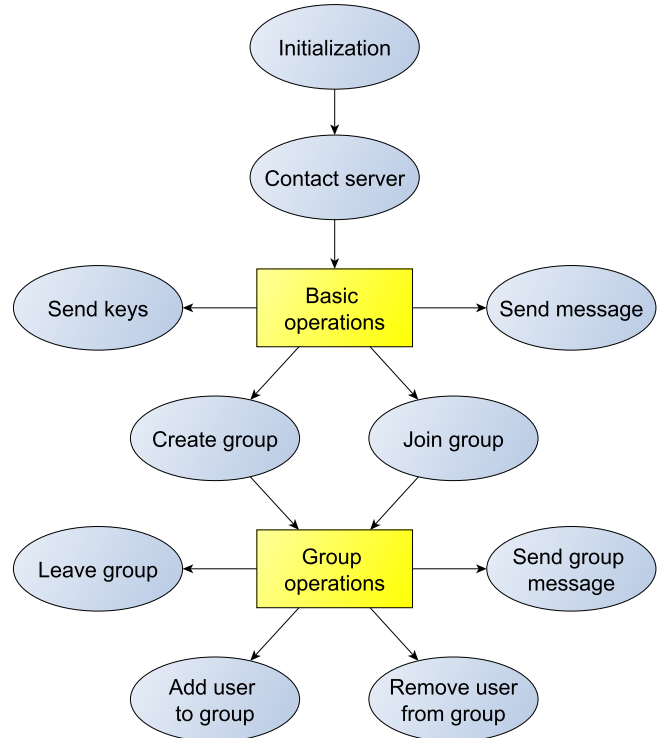 Initialization
Contact server
Send keys
Basic
operations
Send message
Create group
Join group
Leave group
Group
operations
Send group
message
Add user
to group
Remove user
from group